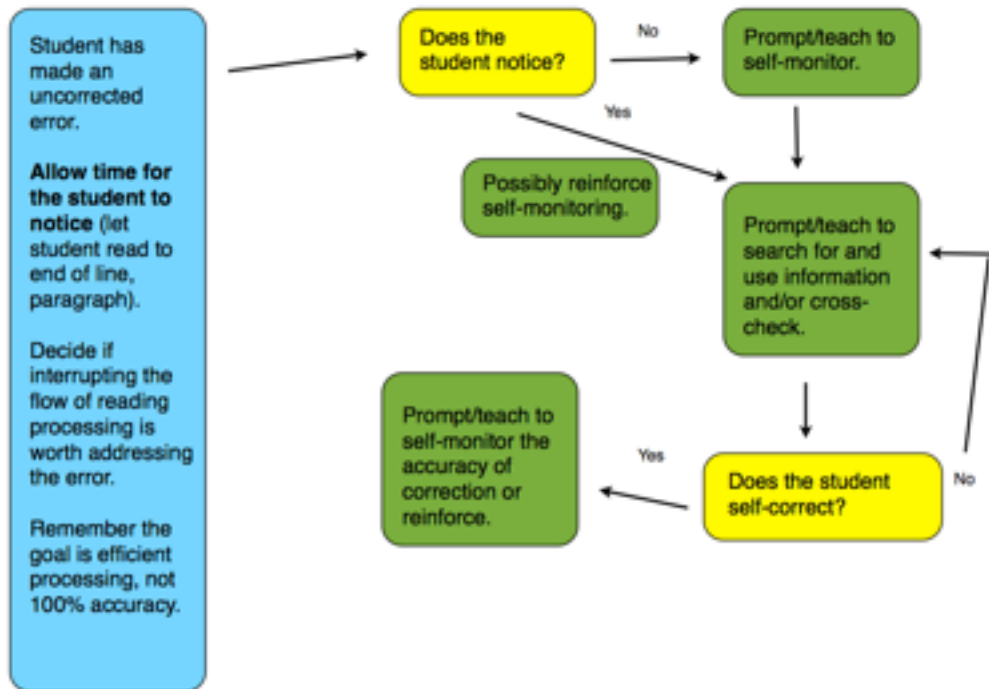 Student has
made an
uncorrected
error.
Allow time for
the student to
notice (let
student read to
end of line,
paragraph).
Decide if
interrupting the
flow of reading
processing is
worth addressing
the error.
Remember the
goal is efficient
processing, not
100% accuracy.
Does the
student notice?
No
Prompt/teach to
self-monitor.
Yes
Possibly reinforce
self-monitoring.
Prompt/teach to
search for and
use information
and/or cross-
check.
Does the student
self-correct?
No
Yes
Prompt/teach to
self-monitor the
accuracy of
correction or
reinforce.